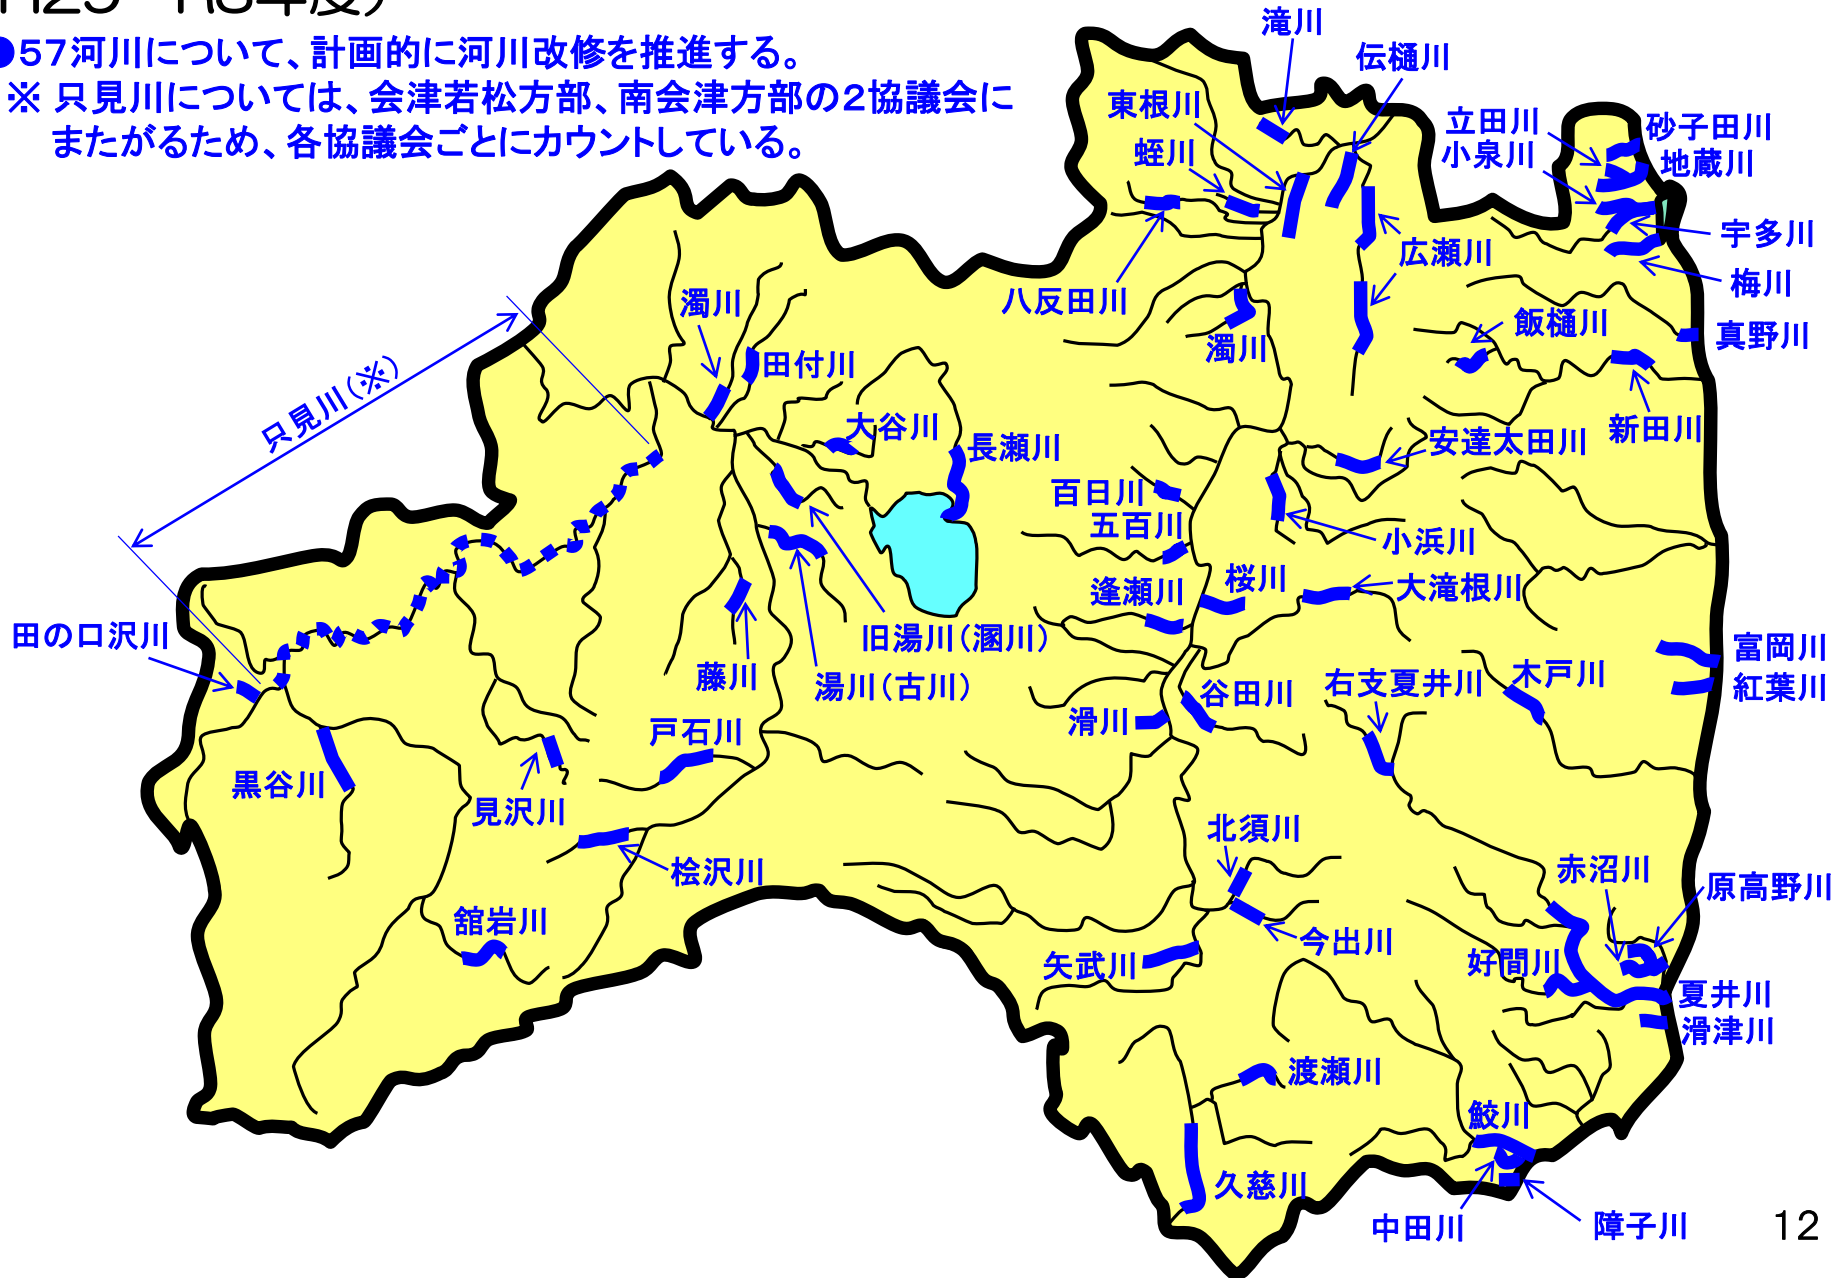 ●57河川について、計画的に河川改修を推進する。
※ 只見川については、会津若松方部、南会津方部の2協議会に
またがるため、各協議会ごとにカウントしている。
滝川
伝樋川
東根川
蛭川
立田川
小泉川
砂子田川
地蔵川
宇多川
梅川
広瀬川
八反田川
濁川
真野川
飯樋川
新田川
濁川
田付川
只見川(※)
大谷川
長瀬川
安達太田川
百日川
五百川
小浜川
逢瀬川
桜川
大滝根川
旧湯川(溷川)
湯川(古川)
藤川
田の口沢川
富岡川
紅葉川
木戸川
右支夏井川
谷田川
滑川
戸石川
黒谷川
見沢川
桧沢川
舘岩川
北須川
今出川
矢武川
赤沼川
原高野川
好間川
夏井川
滑津川
渡瀬川
鮫川
久慈川
中田川
障子川
12